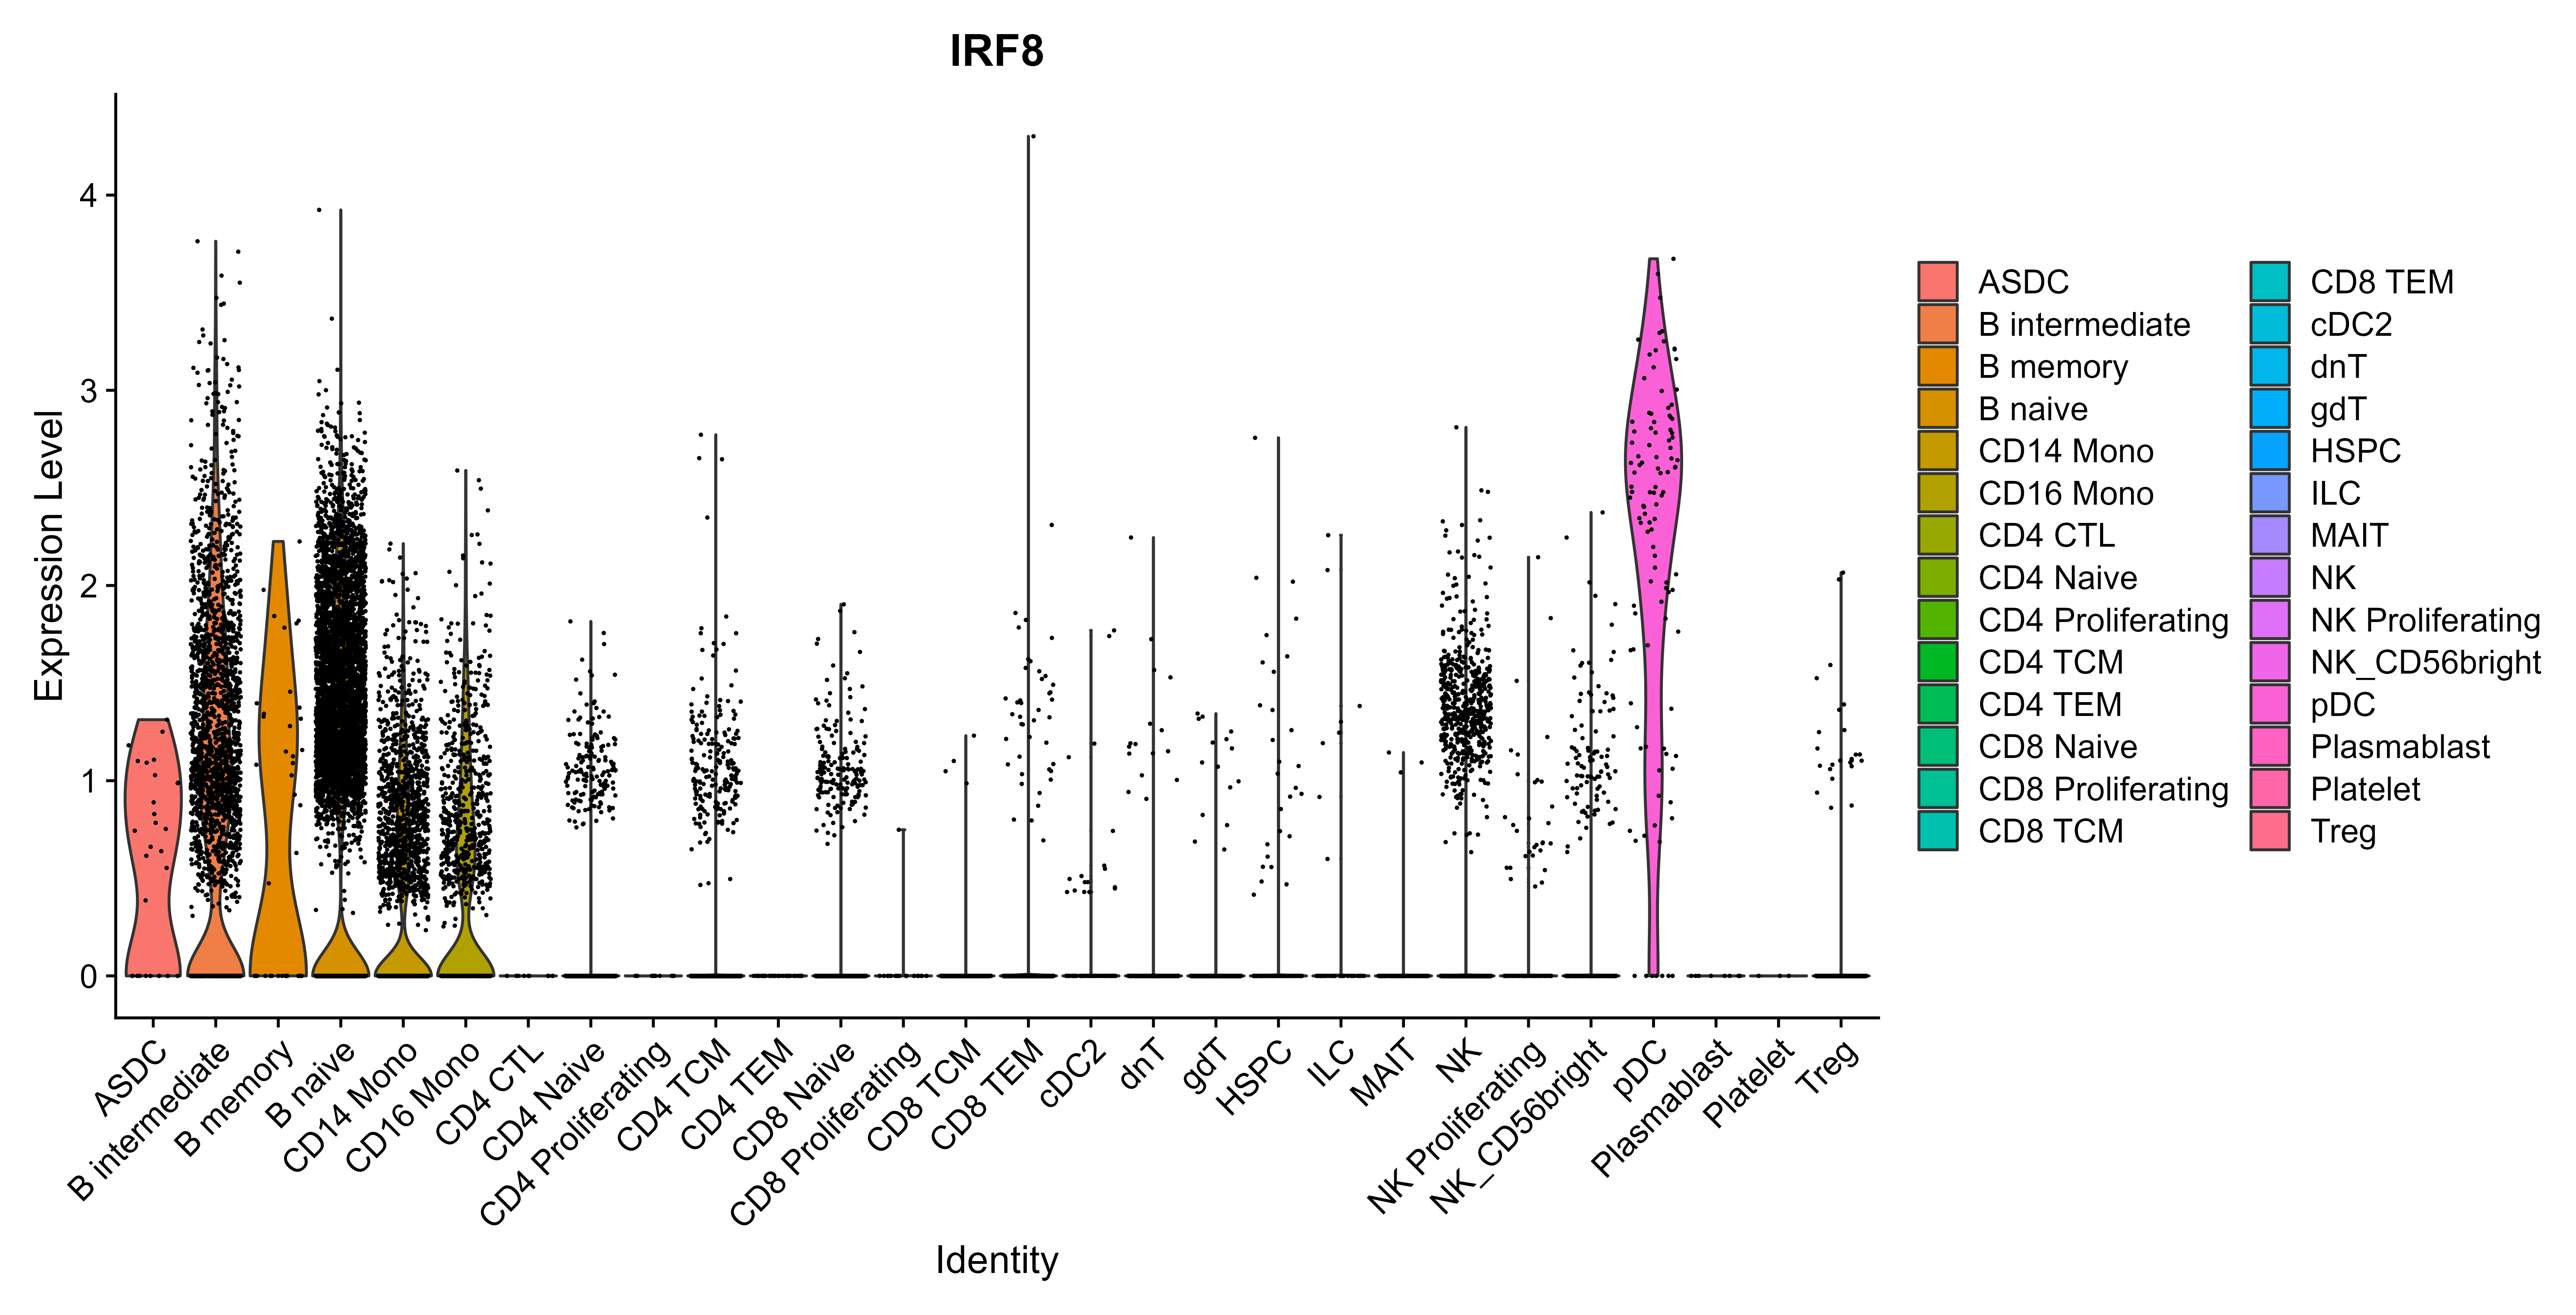 IRF8
Expression Level
4
3
2
1
0
ASDC
B intermediate
B memory
B naive
CD14 Mono
CD16 Mono
CD4 CTL
CD4 Naive
CD4 Proliferating
CD4 TCM
CD4 TEM
CD8 Naive
CD8 Proliferating
CD8 TCM
CD8 TEM
cDC2
dnT
gdT
HSPC
ILC
MAIT
NK
NK Proliferating
NK_CD56bright
pDC
Plasmablast
Platelet
Treg
Identity
ASDC
B intermediate
B memory
B naive
CD14 Mono
CD16 Mono
CD4 CTL
CD4 Naive
CD4 Proliferating
CD4 TCM
CD4 TEM
CD8 Naive
CD8 Proliferating
CD8 TCM
CD8 TEM
cDC2
dnT
gdT
HSPC
ILC
MAIT
NK
NK Proliferating
NK_CD56bright
pDC
Plasmablast
Platelet
Treg